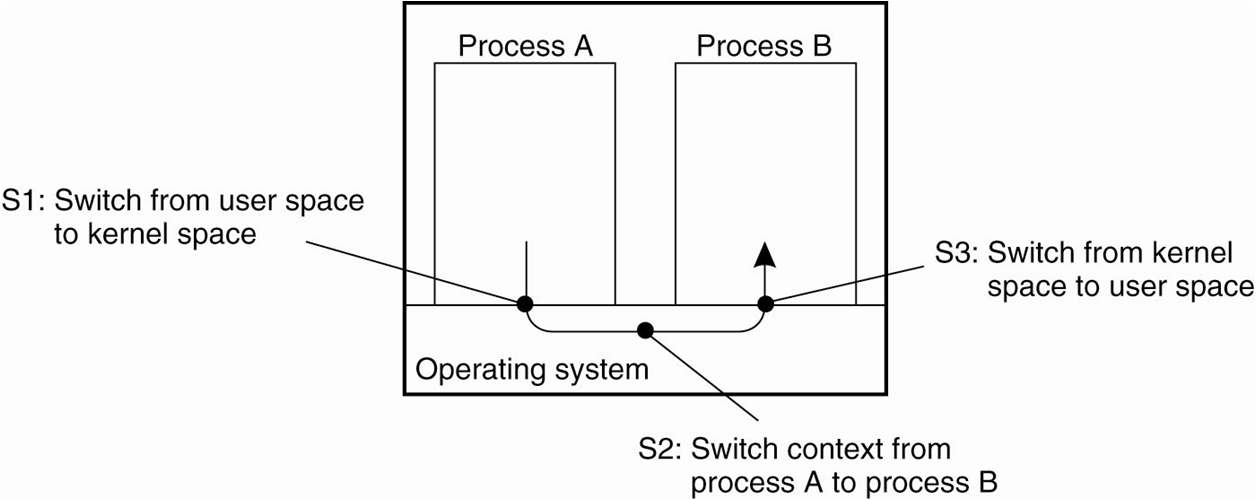 Process A
Process B
S1: Switch from user space
to kernel space
S3: Switch from kernel
space to user space
Operating system
S2: Switch context from
process A to process B